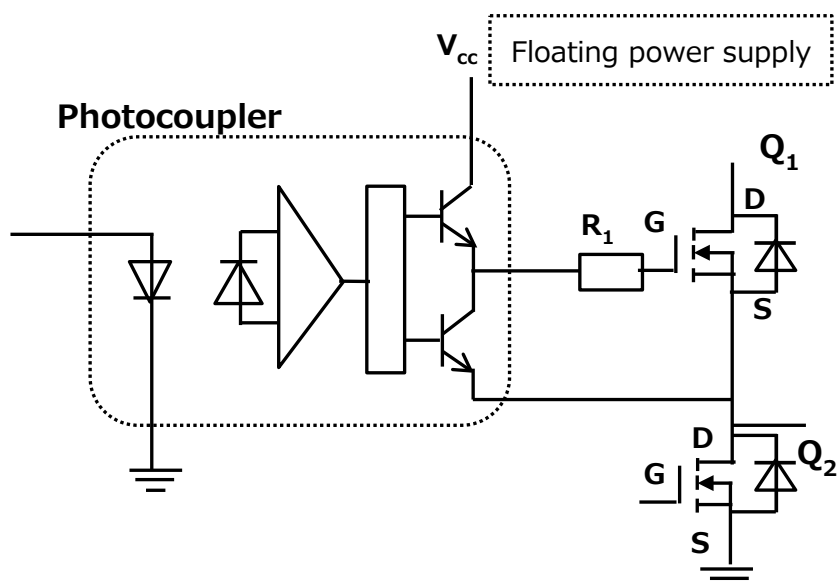 Vcc
Floating power supply
Photocoupler
Q1
D
R1
G
S
D
Q2
G
S